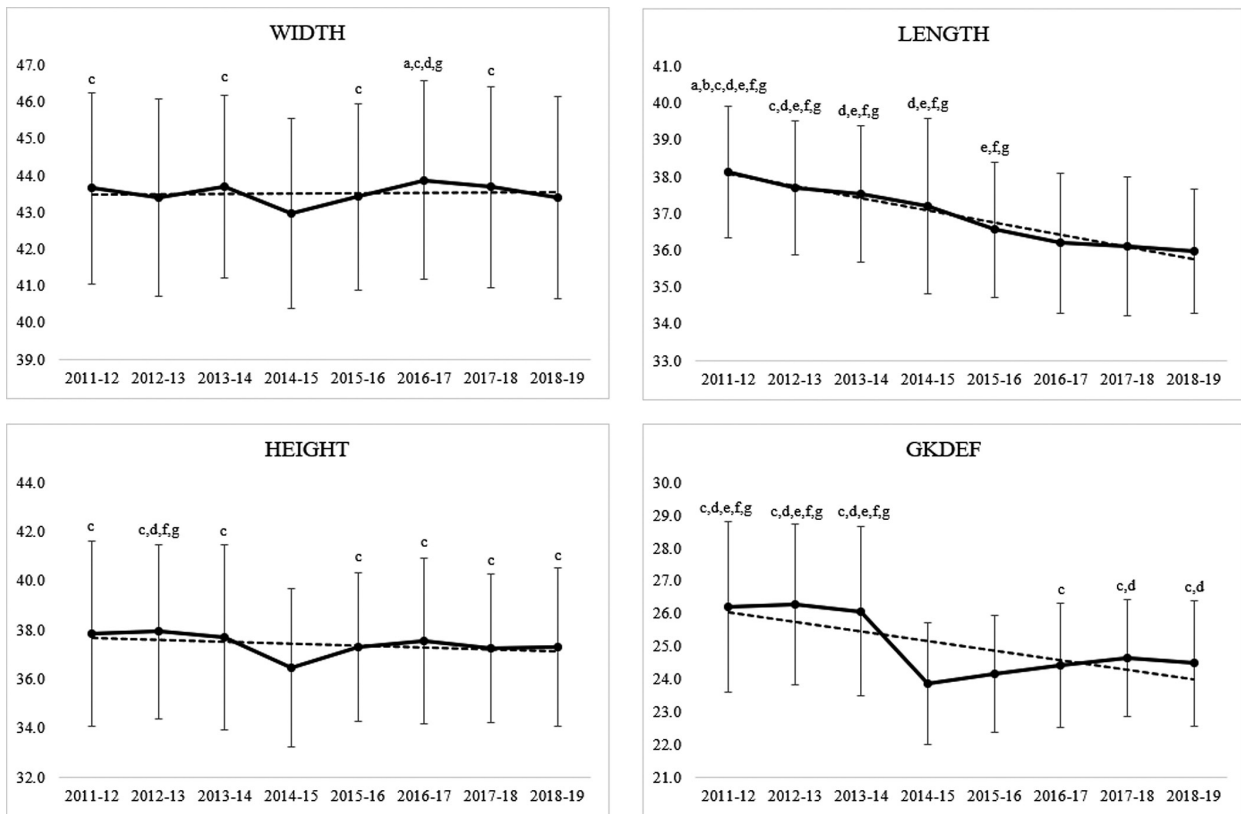 WIDTH
47.0
46.0
45.0
44.0
43.0
42.0
41.0
40.0
39.0
c
c
c
a,c,d,g
c
2011-12 2012-13 2013-14 2014-15 2015-16 2016-17 2017-18 2018-19
LENGTH
41.0
40.0
39.0
38.0
37.0
36.0
35.0
34.0
33.0
a,b,c,d,e,f,g
c,d,e,f,g
d,e,f,g
d,e,f,g
e,f,g
2011-12 2012-13 2013-14 2014-15 2015-16 2016-17 2017-18 2018-19
HEIGHT
44.0
42.0
40.0
38.0
36.0
34.0
32.0
c
c,d,f,g
c
c
c
c
c
2011-12 2012-13 2013-14 2014-15 2015-16 2016-17 2017-18 2018-19
GKDEF
30.0
29.0
28.0
27.0
26.0
25.0
24.0
23.0
22.0
21.0
c,d,e,f,g
c,d,e,f,g
c,d,e,f,g
c
c,d
c,d
2011-12 2012-13 2013-14 2014-15 2015-16 2016-17 2017-18 2018-19